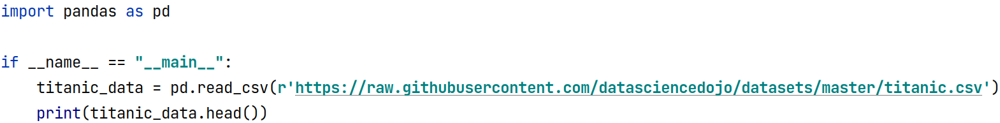 import pandas as pd
if __name__ == "__main__":
    titanic_data = pd.read_csv(r'https://raw.githubusercontent.com/datasciencedojo/datasets/master/titanic.csv')
    print(titanic_data.head())